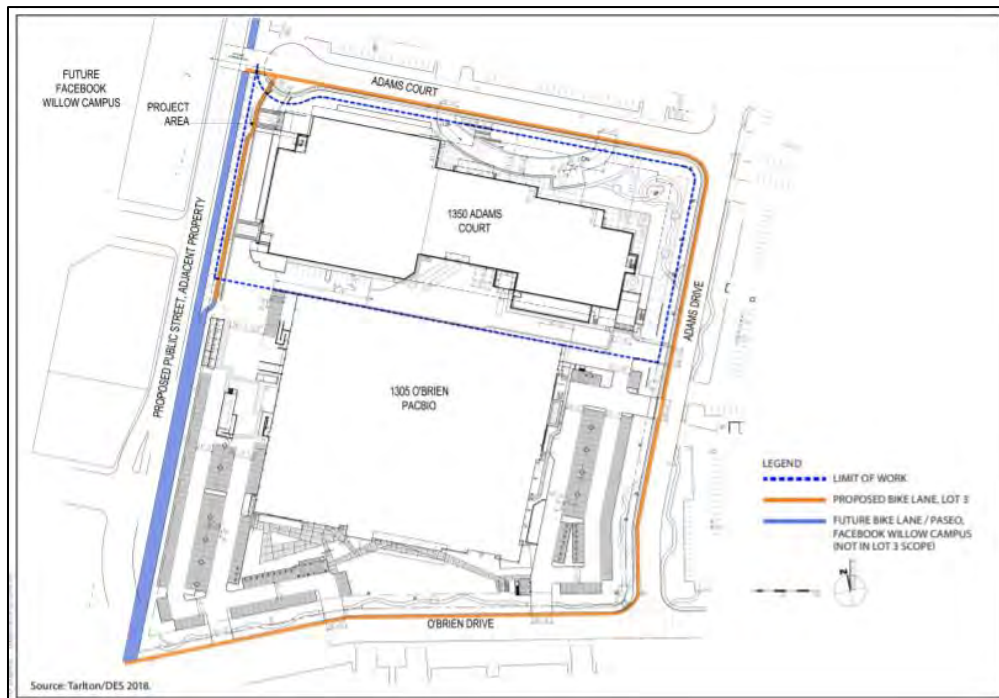 FUTURE
FACEBOOK
WILLOW CAMPUS
PROJECT
AREA
ADAMS COURT
1350 ADAMS
COURT
PROPOSED PUBLIC STREET, ADJACENT PROPERTY
ADAMS DRIVE
1305 O'BRIEN
PACBIO
O'BRIEN DRIVE
LEGEND
LIMIT OF WORK
PROPOSED BIKE LANE, LOT 3
FUTURE BIKE LANE / PASEO,
FACEBOOK WILLOW CAMPUS
(NOT IN LOT 3 SCOPE)
N
Source: Tarlton/DES 2018.